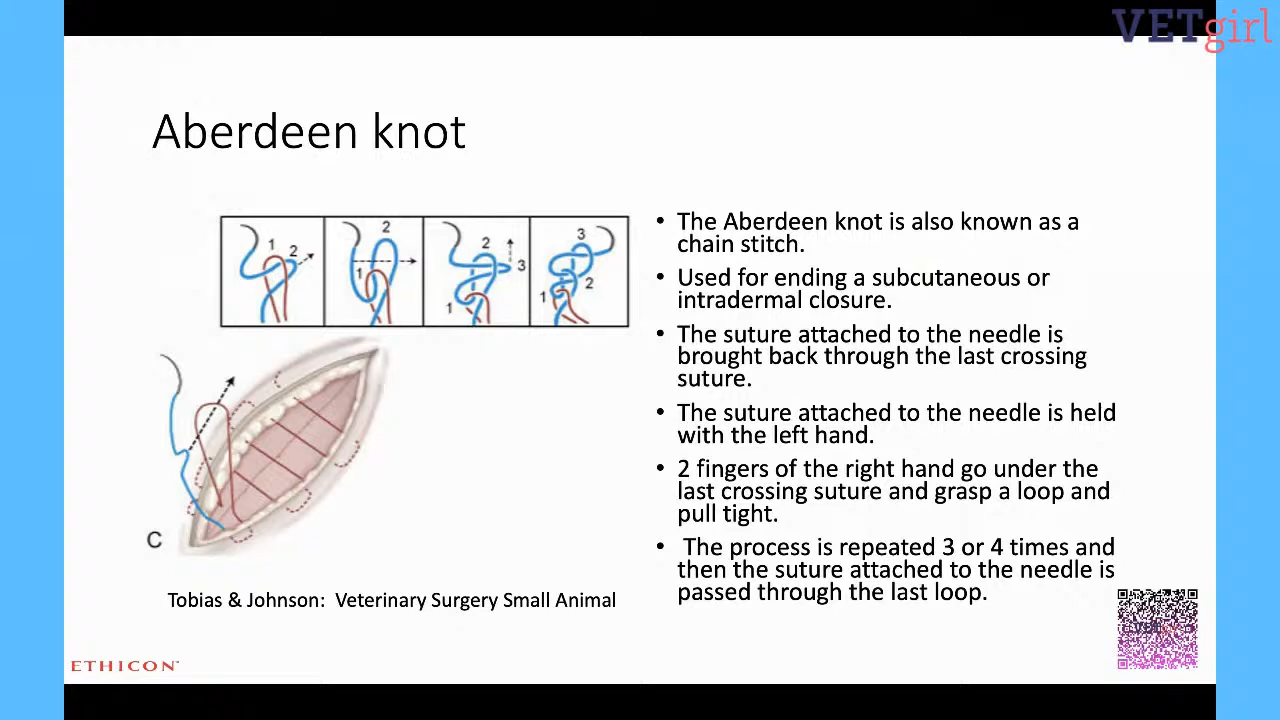 VETgirl
Aberdeen knot
1
2
2
1
2
3
1
3
2
1
C
Tobias & Johnson: Veterinary Surgery Small Animal
• The Aberdeen knot is also known as a
chain stitch.
• Used for ending a subcutaneous or
intradermal closure.
• The suture attached to the needle is
brought back through the last crossing
suture.
• The suture attached to the needle is held
with the left hand.
• 2 fingers of the right hand go under the
last crossing suture and grasp a loop and
pull tight.
• The process is repeated 3 or 4 times and
then the suture attached to the needle is
passed through the last loop.
ETHICON™